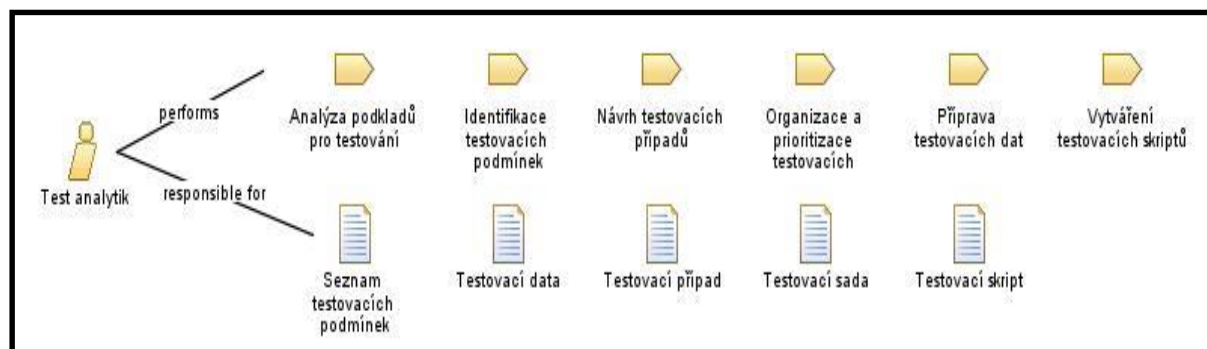 performs
Analýza podkladů
pro testování
Identifikace
testovacích
podmínek
Návrh testovacích
případů
Organizace a
prioritizace
testovacích
Příprava
testovacích dat
Vytváření
testovacích skriptů
Test analytik
responsible for
Seznam
testovacích
podmínek
Testovací data
Testovací případ
Testovací sada
Testovací skript